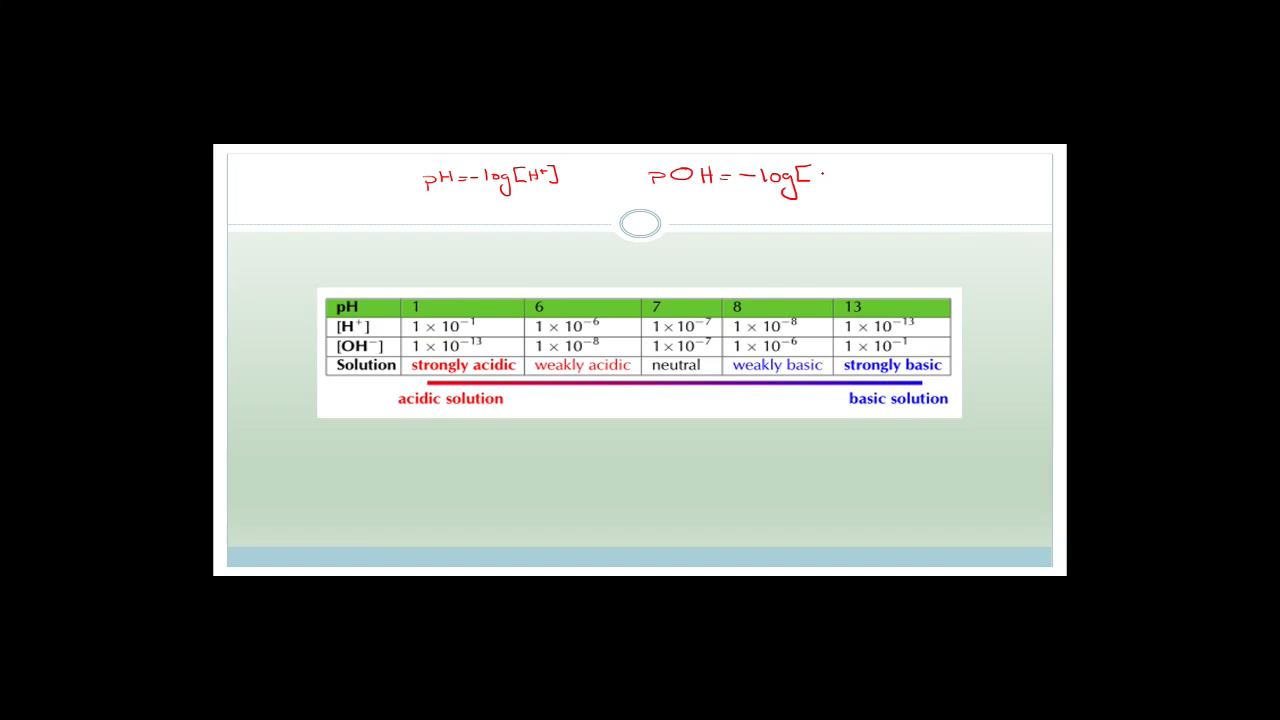 pH=-log[H⁺] pOH=-log[
pH 1 6 7 8 13
[H⁺] 1 × 10⁻¹ 1 × 10⁻⁶ 1×10⁻⁷ 1 × 10⁻⁸ 1 × 10⁻¹³
[OH⁻] 1 × 10⁻¹³ 1 × 10⁻⁸ 1×10⁻⁷ 1 × 10⁻⁶ 1 × 10⁻¹
Solution strongly acidic weakly acidic neutral weakly basic strongly basic
acidic solution basic solution